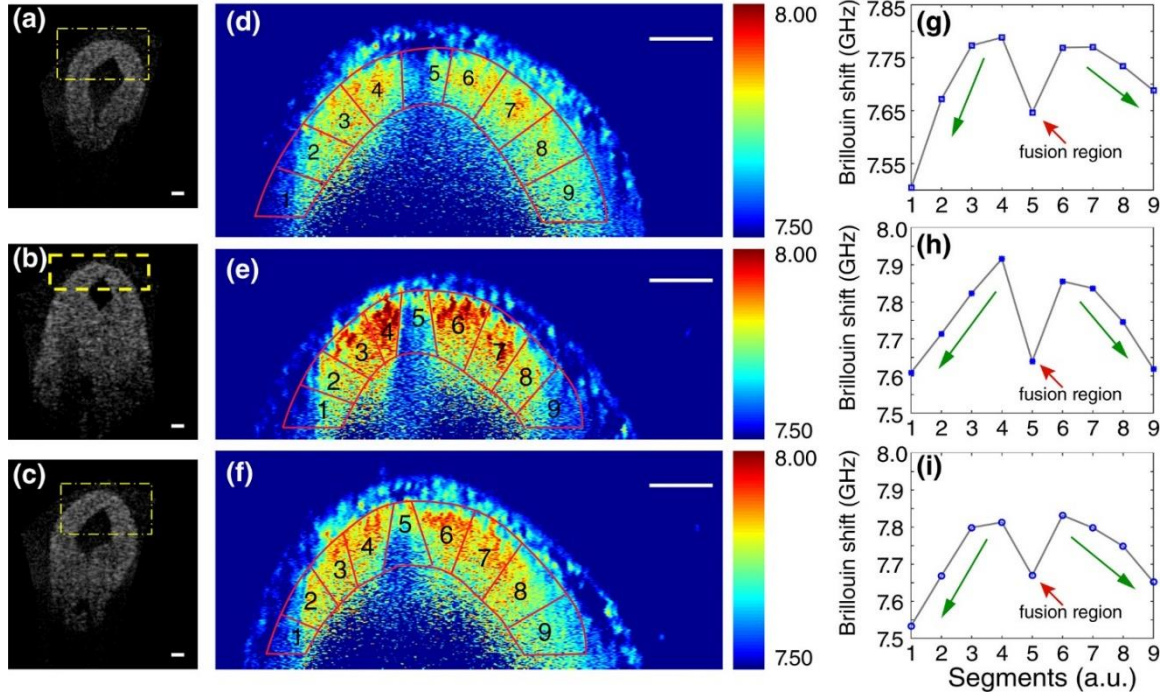 (a)
(d)
1
2
3
4
5
6
7
8
9
8.00
7.50
(g)
Brillouin shift (GHz)
7.85
7.75
7.65
7.55
fusion region
1 2 3 4 5 6 7 8 9
(b)
(e)
1
2
3
4
5
6
7
8
9
8.00
7.50
(h)
Brillouin shift (GHz)
8.0
7.9
7.8
7.7
7.6
7.5
fusion region
1 2 3 4 5 6 7 8 9
(c)
(f)
1
2
3
4
5
6
7
8
9
8.00
7.50
(i)
Brillouin shift (GHz)
8.0
7.9
7.8
7.7
7.6
7.5
fusion region
1 2 3 4 5 6 7 8 9
Segments (a.u.)